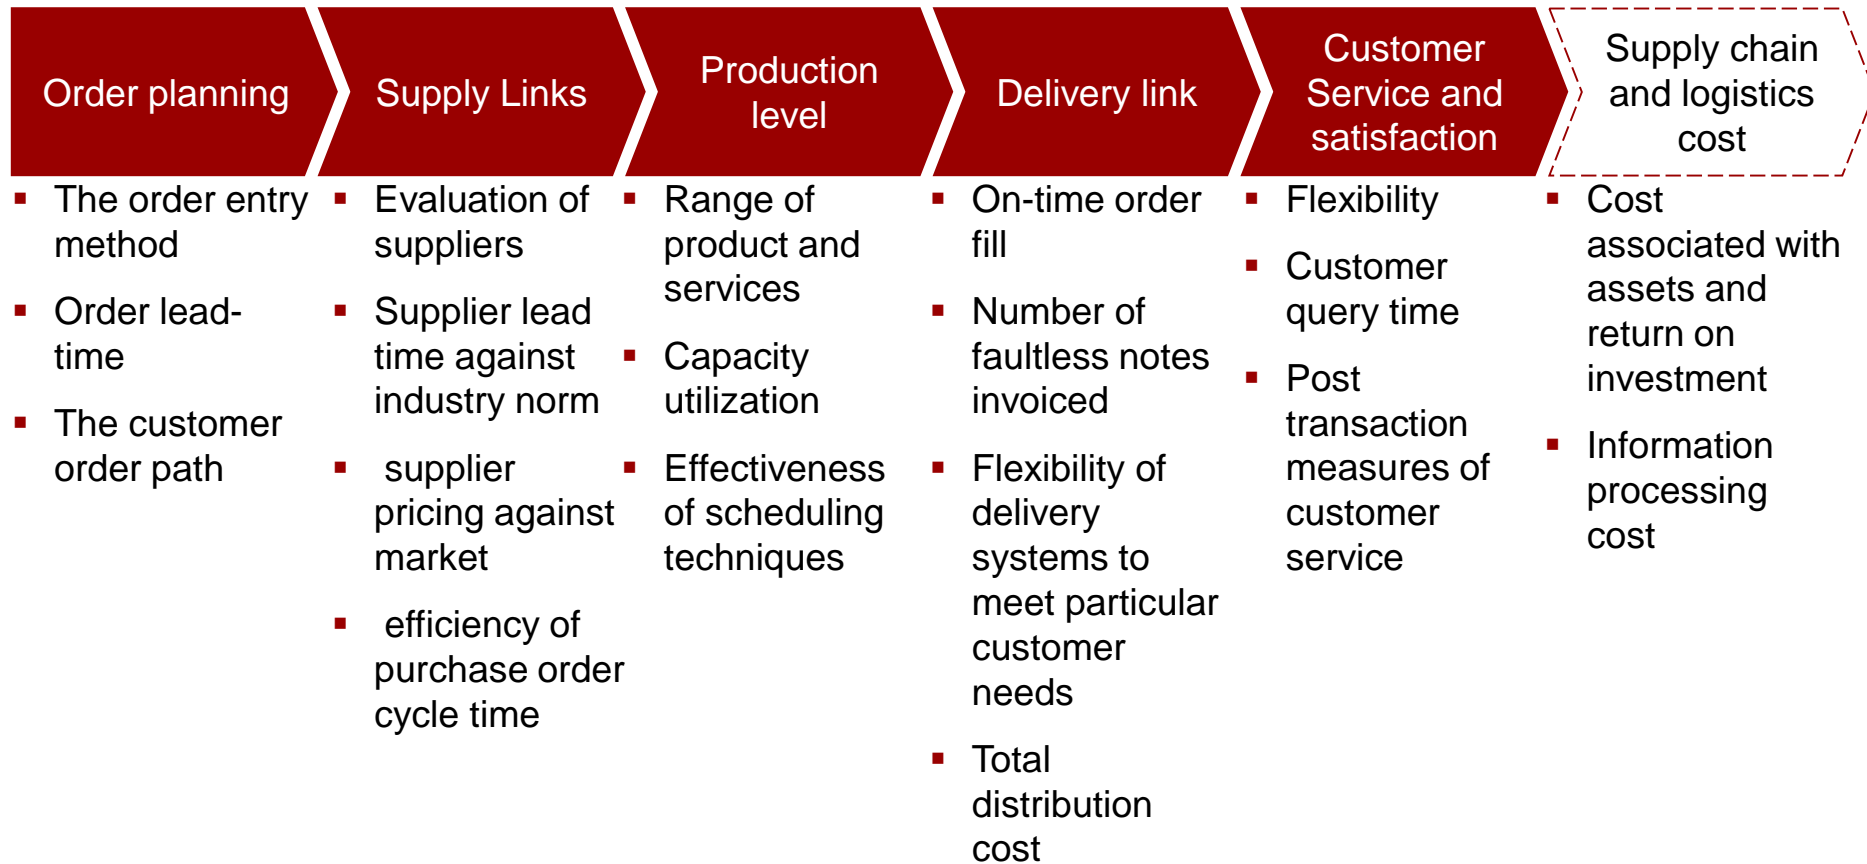 Order planning
Supply Links
Production
level
Delivery link
Customer
Service and
satisfaction
Supply chain
and logistics
cost
The order entry
method
Order lead-
time
The customer
order path
Evaluation of
suppliers
Supplier lead
time against
industry norm
supplier
pricing against
market
efficiency of
purchase order
cycle time
Range of
product and
services
Capacity
utilization
Effectiveness
of scheduling
techniques
On-time order
fill
Number of
faultless notes
invoiced
Flexibility of
delivery
systems to
meet particular
customer
needs
Total
distribution
cost
Flexibility
Customer
query time
Post
transaction
measures of
customer
service
Cost
associated with
assets and
return on
investment
Information
processing
cost